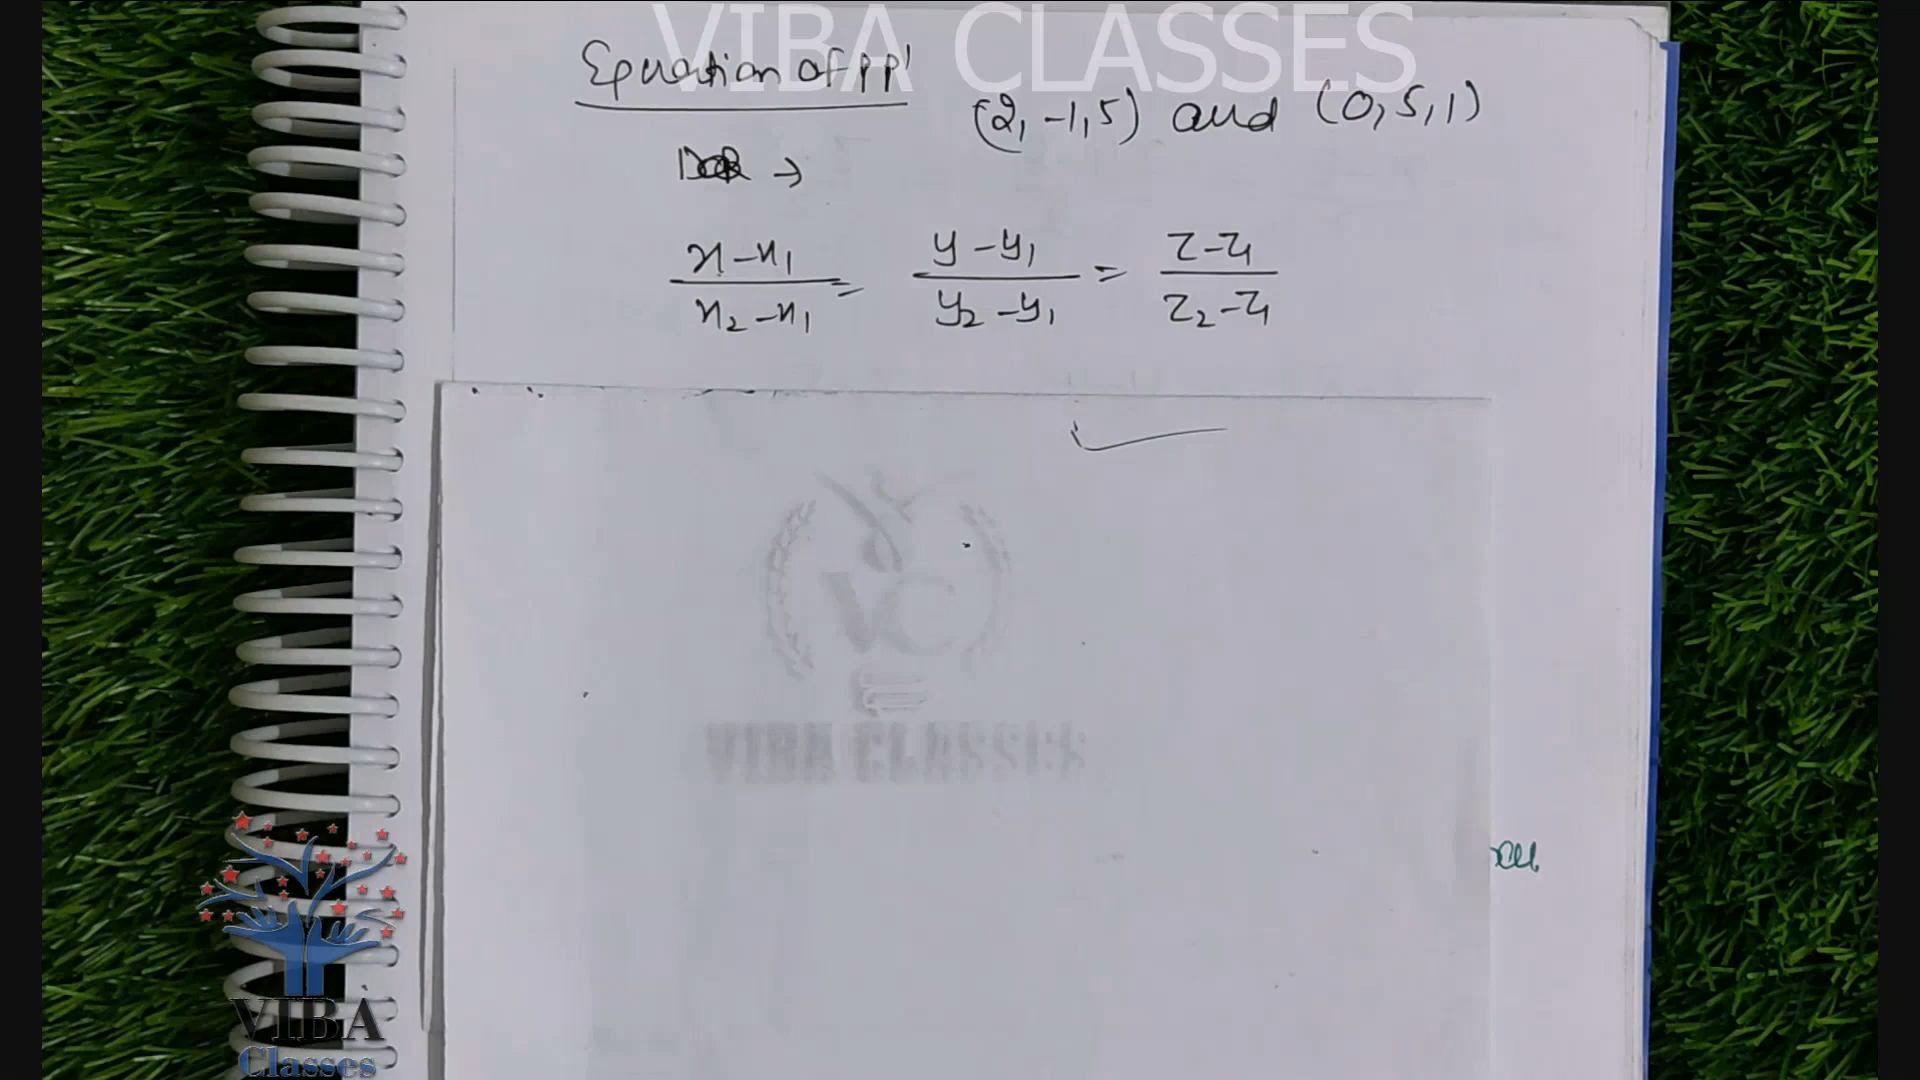 VIBA CLASSES
Equation of PP'
(2, -1, 5) and (0, 5, 1)
→
x - x₁ / x₂ - x₁ = y - y₁ / y₂ - y₁ = z - z₁ / z₂ - z₁
VC
VIBA CLASSES
VIBA
Classes